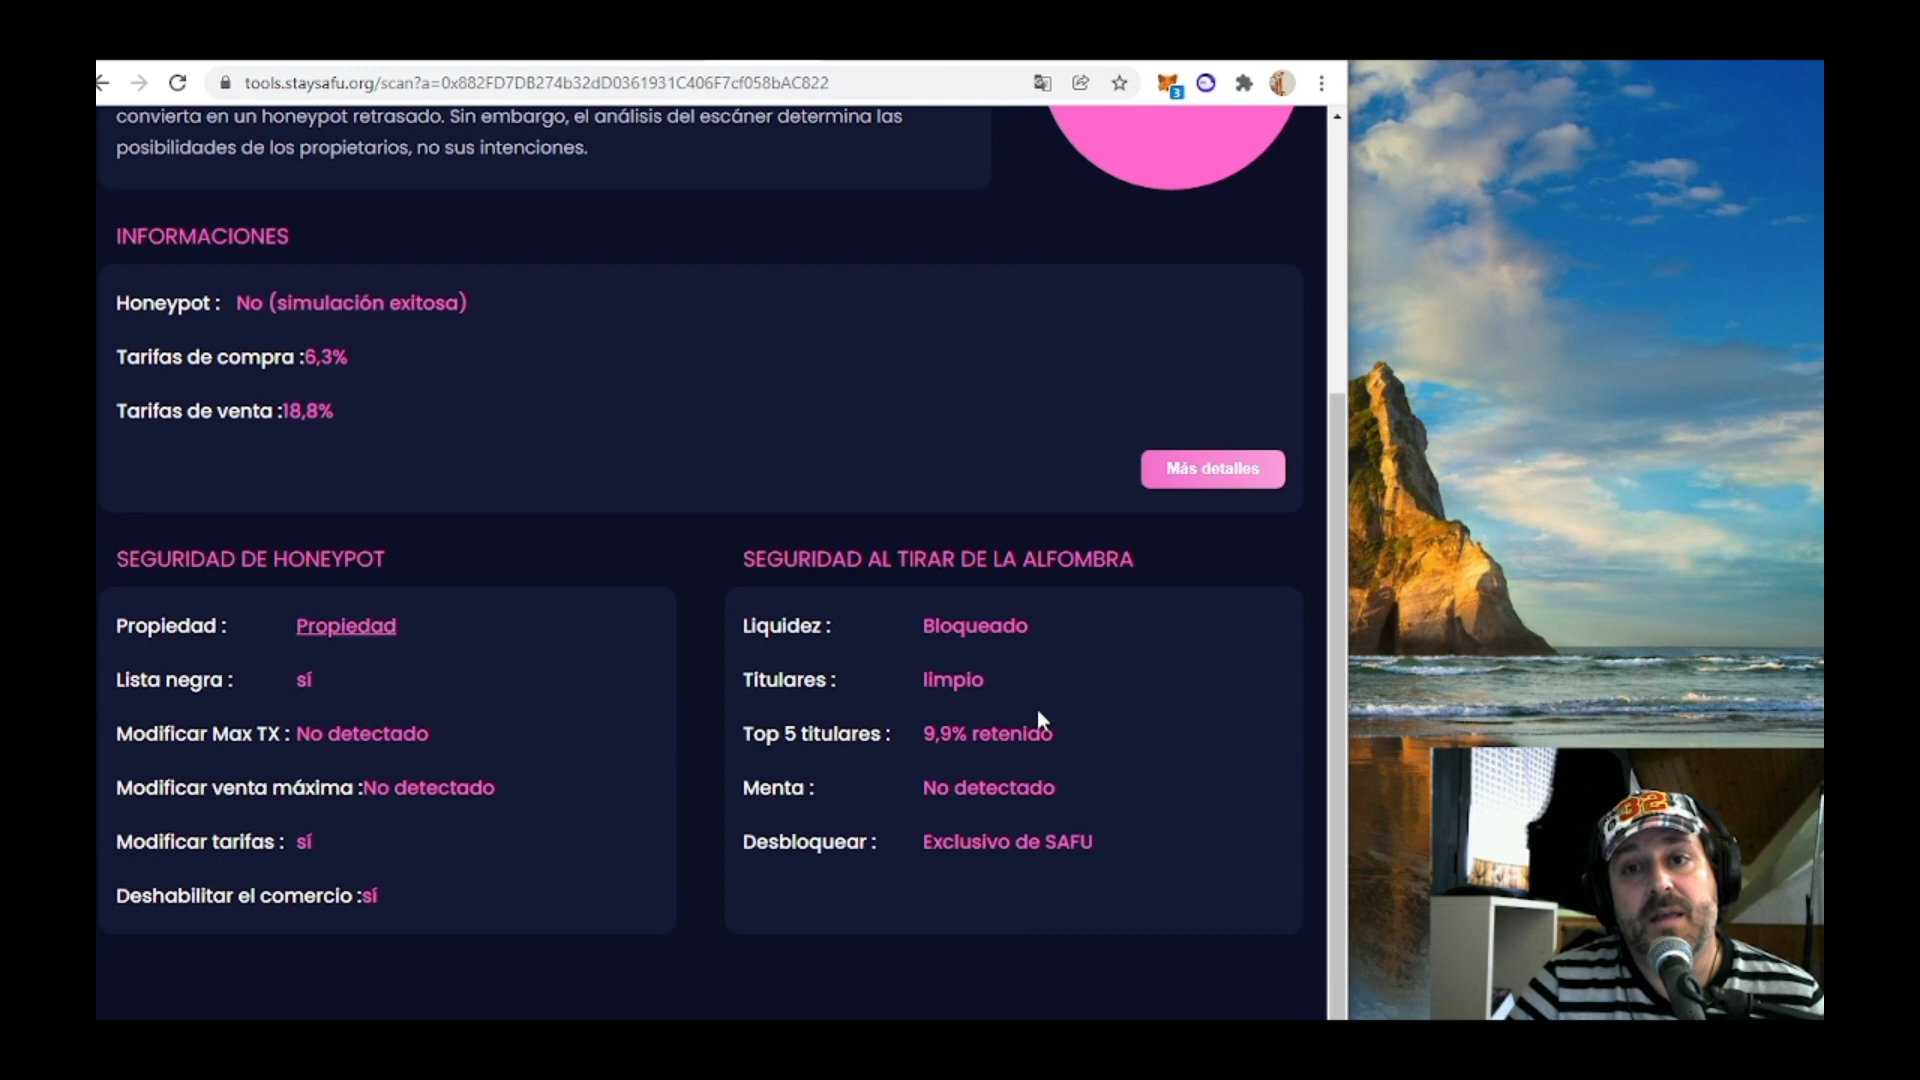 tools.staysafu.org/scan?a=0x882FD7DB274b32dD0361931C406F7cf058bAC822
3
convierta en un honeypot retrasado. Sin embargo, el análisis del escáner determina las
posibilidades de los propietarios, no sus intenciones.
INFORMACIONES
Honeypot : No (simulación exitosa)
Tarifas de compra :6,3%
Tarifas de venta :18,8%
Más detalles
SEGURIDAD DE HONEYPOT
Propiedad : Propiedad
Lista negra : sí
Modificar Max TX : No detectado
Modificar venta máxima :No detectado
Modificar tarifas : sí
Deshabilitar el comercio :sí
SEGURIDAD AL TIRAR DE LA ALFOMBRA
Liquidez : Bloqueado
Titulares : limpio
Top 5 titulares : 9,9% retenido
Menta : No detectado
Desbloquear : Exclusivo de SAFU
32